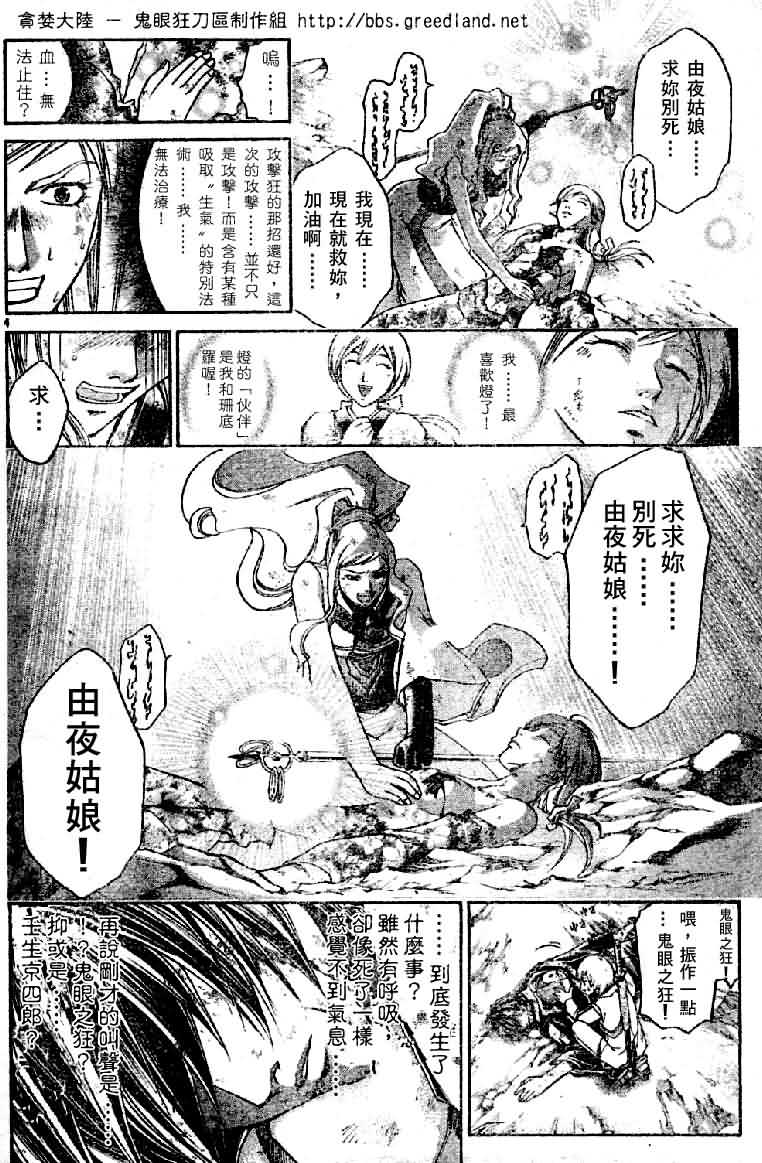 貪婪大陸 － 鬼眼狂刀區制作組 http://bbs.greedland.net
由夜姑娘……
求妳別死…
我現在……
現在就救妳，
加油啊……
嗚…！
血…無
法止住？
攻擊狂的那招還好，這
次的攻擊……並不只
是攻擊！而是含有某種
吸取〝生氣〞的特別法
術……我……
無法治療！
我……最
喜歡燈了！
燈的「伙伴」
是我和珊底
羅喔！
求…
求求妳……
別死……
由夜姑娘……！
由夜姑娘！
鬼眼之狂！
喂，振作一點
…鬼眼之狂！
……到底發生了
什麼事？
雖然有呼吸，
卻像死了一樣
感覺不到氣息……
再說剛才的叫聲是……
！？鬼眼之狂？
抑或是……
壬生京四郎？